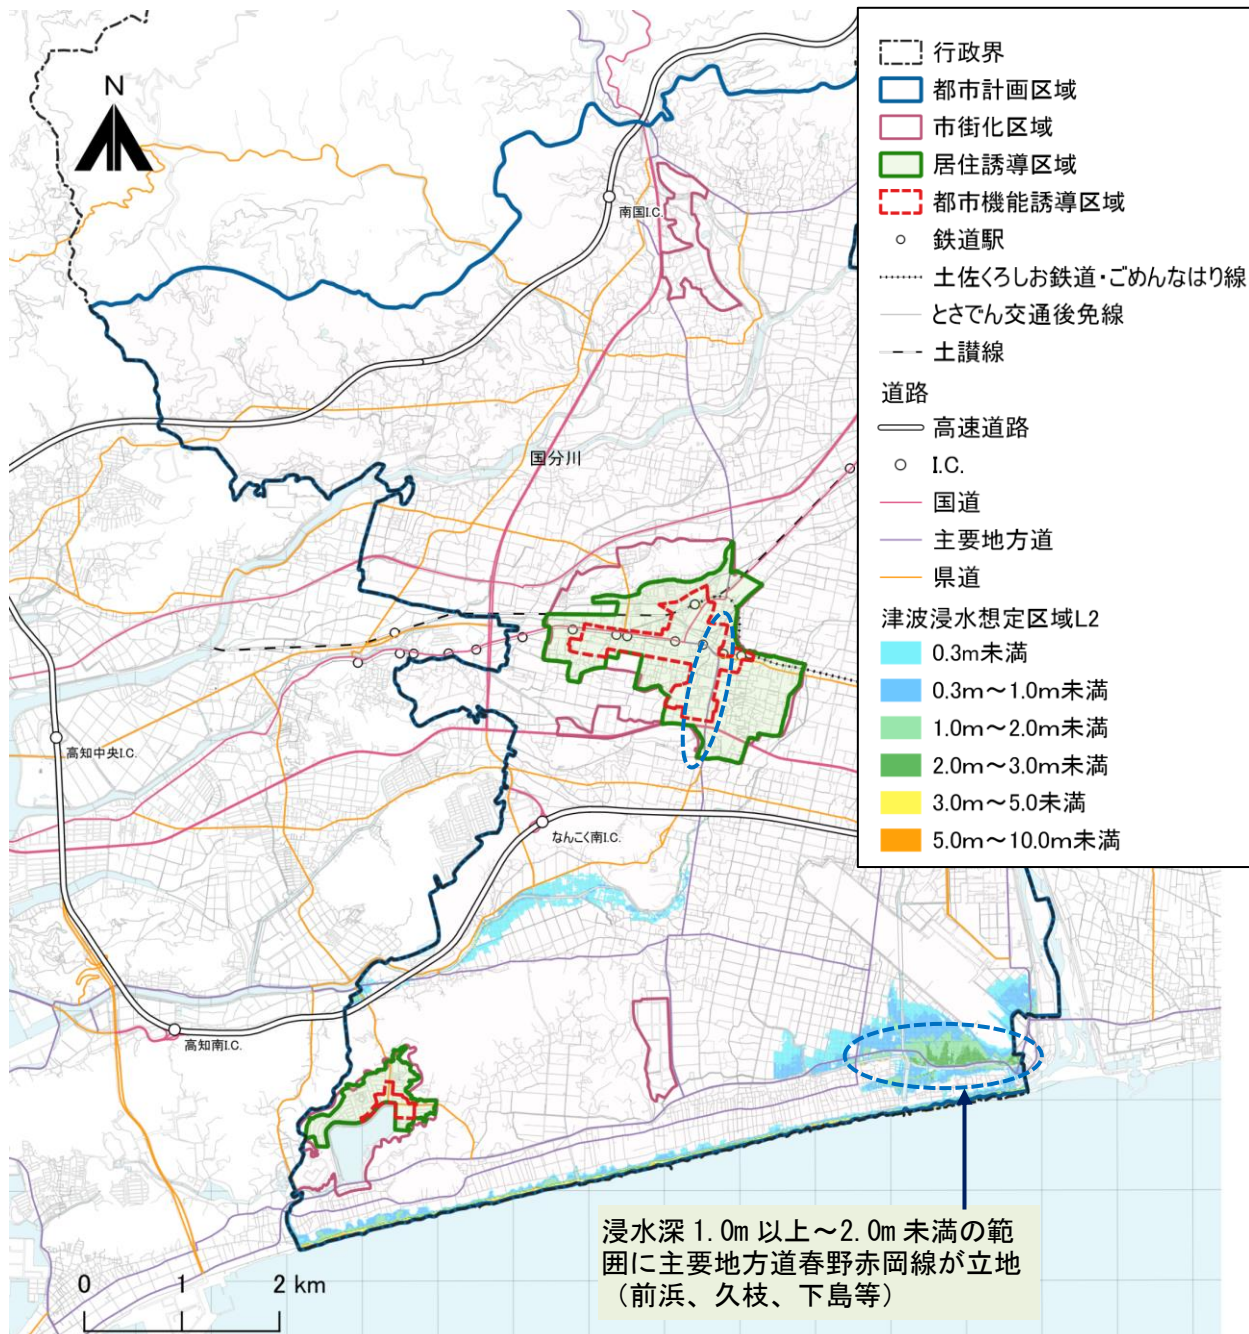 行政界
都市計画区域
市街化区域
居住誘導区域
都市機能誘導区域
鉄道駅
土佐くろしお鉄道・ごめんなはり線
とさでん交通後免線
土讃線
道路
高速道路
I.C.
国道
主要地方道
県道
津波浸水想定区域L2
0.3m未満
0.3m～1.0m未満
1.0m～2.0m未満
2.0m～3.0m未満
3.0m～5.0未満
5.0m～10.0m未満
N
南国I.C.
国分川
高知中央I.C.
なんこく南I.C.
高知南I.C.
浸水深 1.0m 以上～2.0m 未満の範
囲に主要地方道春野赤岡線が立地
（前浜、久枝、下島等）
0 1 2 km